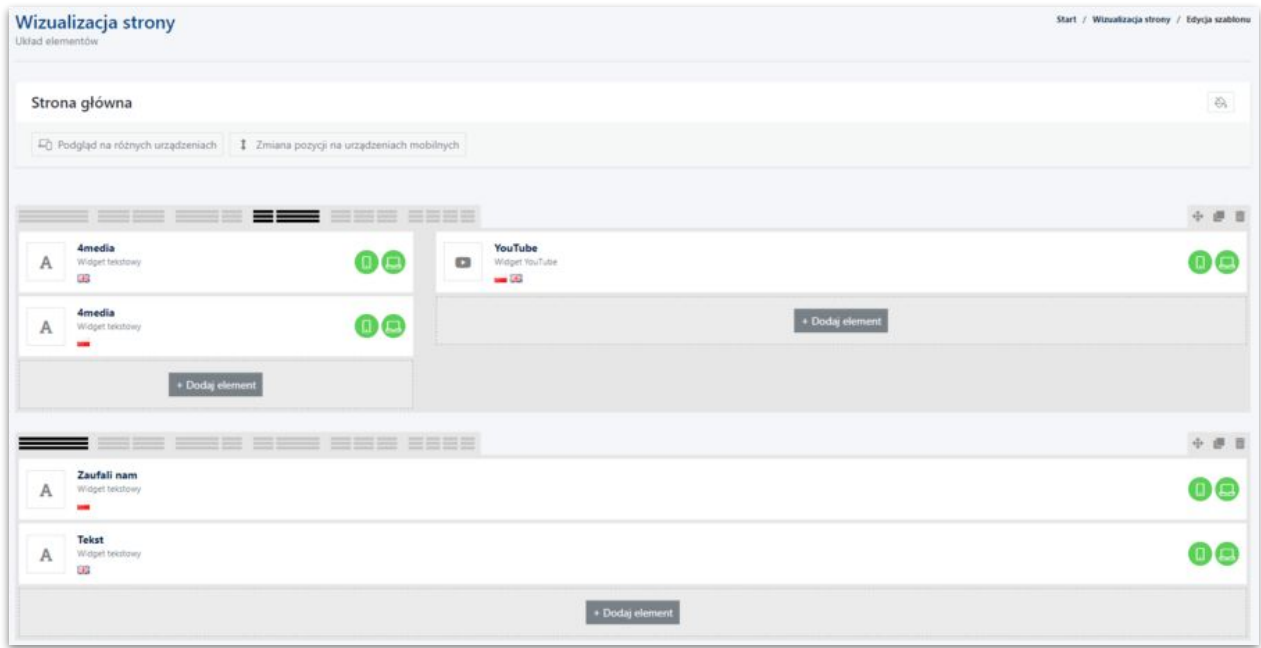 Wizualizacja strony
Układ elementów
Start / Wizualizacja strony / Edycja szablonu
Strona główna
Podgląd na różnych urządzeniach
Zmiana pozycji na urządzeniach mobilnych
4media
Widget tekstowy
4media
Widget tekstowy
+ Dodaj element
YouTube
Widget YouTube
+ Dodaj element
Zaufali nam
Widget tekstowy
Tekst
Widget tekstowy
+ Dodaj element